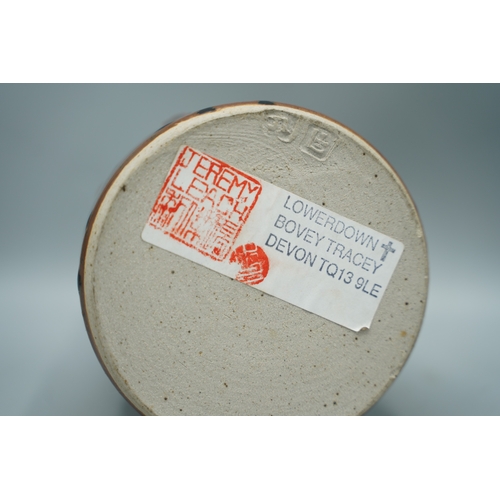 JEREMY
LEACH
LOWERDOWN
BOVEY TRACEY
DEVON TQ13 9LE